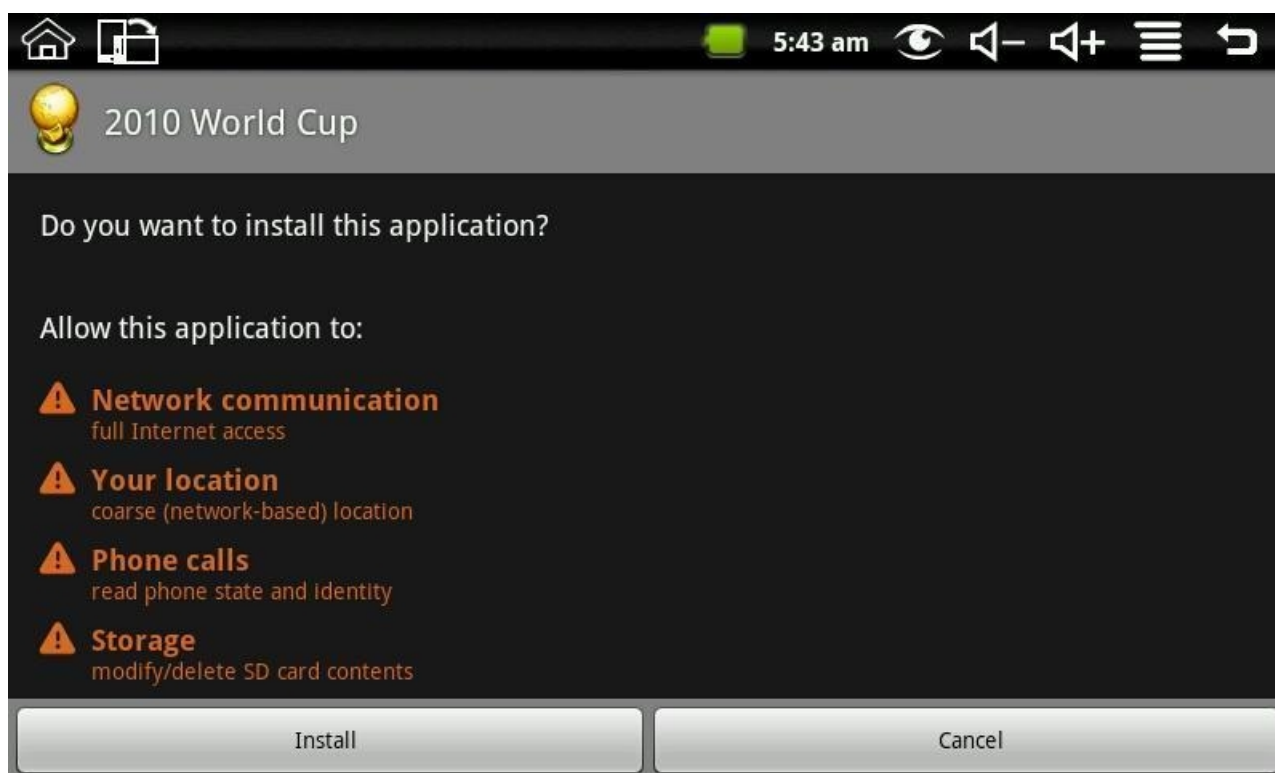 5:43 am
2010 World Cup
Do you want to install this application?
Allow this application to:
Network communication
full Internet access
Your location
coarse (network-based) location
Phone calls
read phone state and identity
Storage
modify/delete SD card contents
Install
Cancel